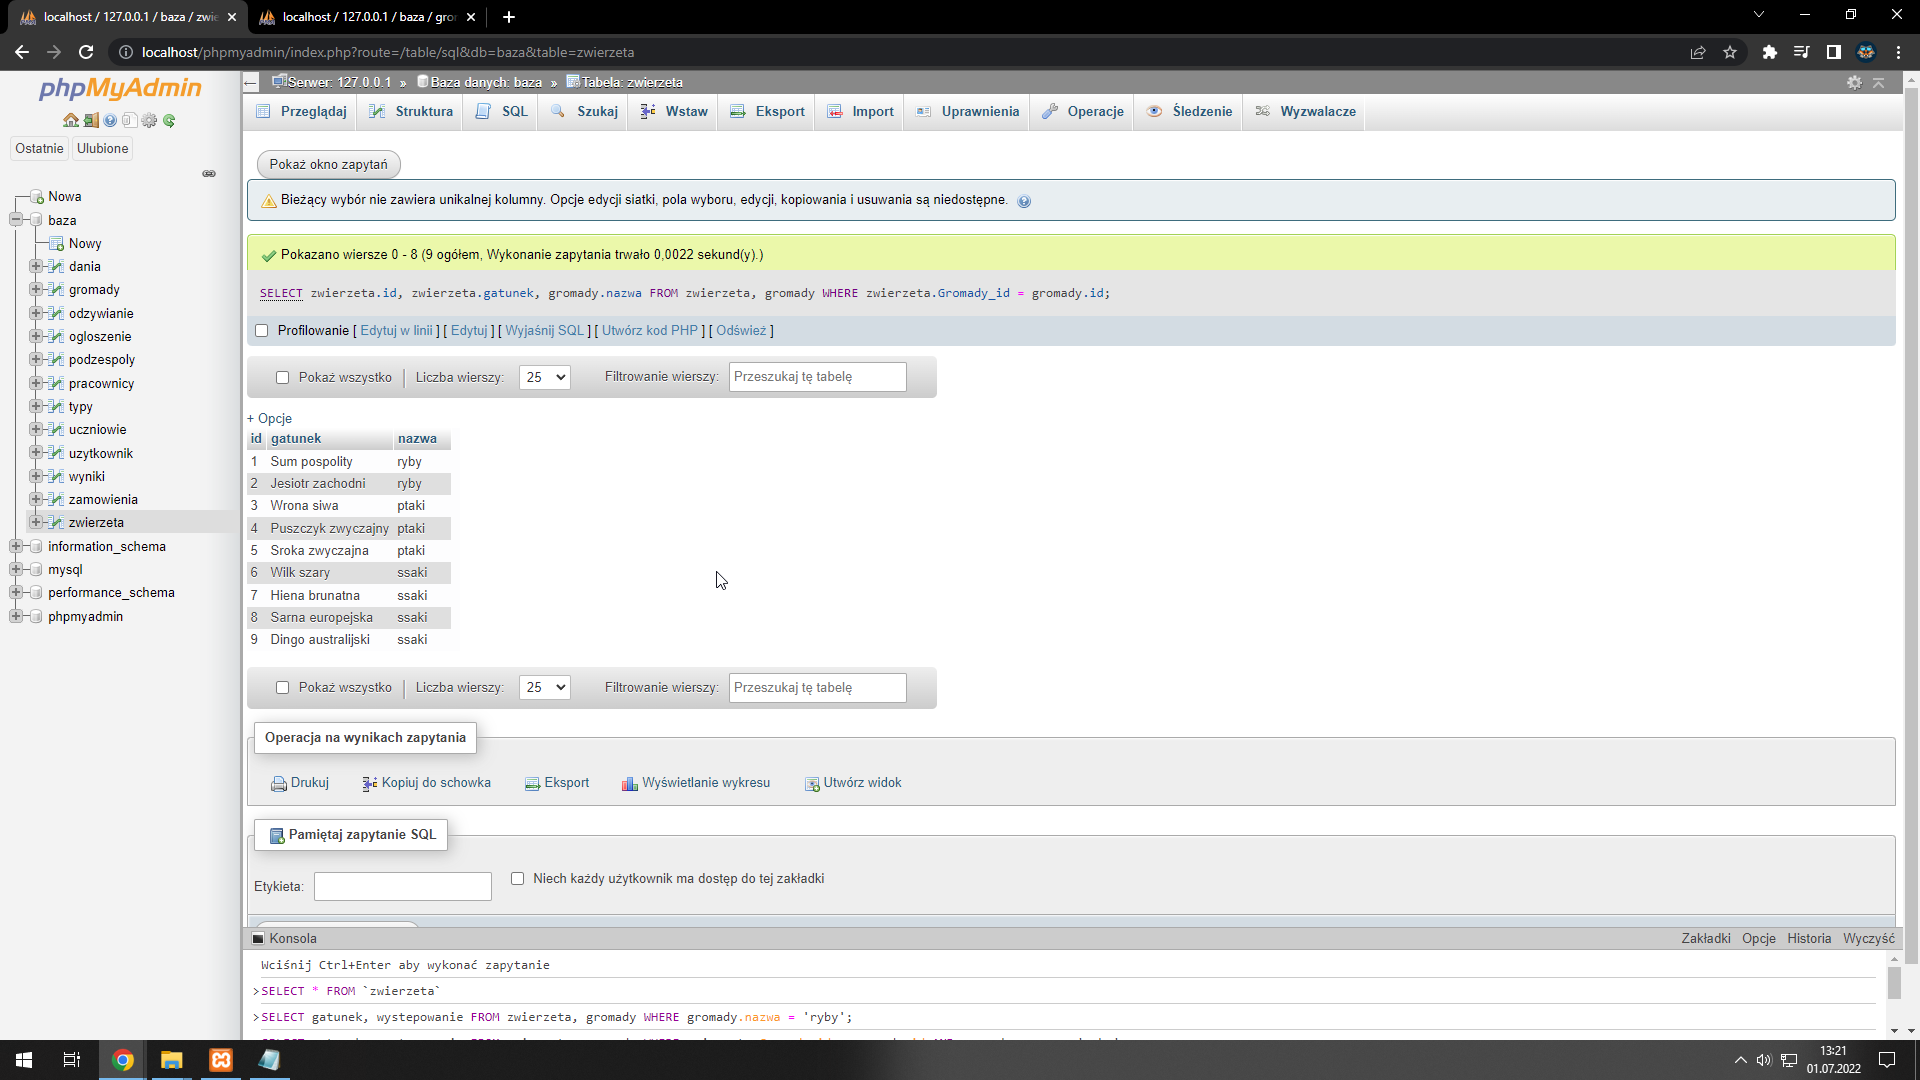 localhost / 127.0.0.1 / baza / zwie
localhost / 127.0.0.1 / baza / gro
localhost/phpmyadmin/index.php?route=/table/sql&db=baza&table=zwierzeta
phpMyAdmin
Ostatnie
Ulubione
Nowa
baza
Nowy
dania
gromady
odzywianie
ogloszenie
podzespoly
pracownicy
typy
uczniowie
uzytkownik
wyniki
zamowienia
zwierzeta
information_schema
mysql
performance_schema
phpmyadmin
Serwer: 127.0.0.1 » Baza danych: baza » Tabela: zwierzeta
Przeglądaj
Struktura
SQL
Szukaj
Wstaw
Eksport
Import
Uprawnienia
Operacje
Śledzenie
Wyzwalacze
Pokaż okno zapytań
Bieżący wybór nie zawiera unikalnej kolumny. Opcje edycji siatki, pola wyboru, edycji, kopiowania i usuwania są niedostępne.
Pokazano wiersze 0 - 8 (9 ogółem, Wykonanie zapytania trwało 0,0022 sekund(y).)
SELECT zwierzeta.id, zwierzeta.gatunek, gromady.nazwa FROM zwierzeta, gromady WHERE zwierzeta.Gromady_id = gromady.id;
Profilowanie [ Edytuj w linii ] [ Edytuj ] [ Wyjaśnij SQL ] [ Utwórz kod PHP ] [ Odśwież ]
Pokaż wszystko | Liczba wierszy: 25 Filtrowanie wierszy: Przeszukaj tę tabelę
+ Opcje
id gatunek nazwa
1 Sum pospolity ryby
2 Jesiotr zachodni ryby
3 Wrona siwa ptaki
4 Puszczyk zwyczajny ptaki
5 Sroka zwyczajna ptaki
6 Wilk szary ssaki
7 Hiena brunatna ssaki
8 Sarna europejska ssaki
9 Dingo australijski ssaki
Pokaż wszystko | Liczba wierszy: 25 Filtrowanie wierszy: Przeszukaj tę tabelę
Operacja na wynikach zapytania
Drukuj
Kopiuj do schowka
Eksport
Wyświetlanie wykresu
Utwórz widok
Pamiętaj zapytanie SQL
Etykieta:
Niech każdy użytkownik ma dostęp do tej zakładki
Konsola
Zakładki Opcje Historia Wyczyść
Wciśnij Ctrl+Enter aby wykonać zapytanie
>SELECT * FROM `zwierzeta`
>SELECT gatunek, wystepowanie FROM zwierzeta, gromady WHERE gromady.nazwa = 'ryby';
13:21
01.07.2022